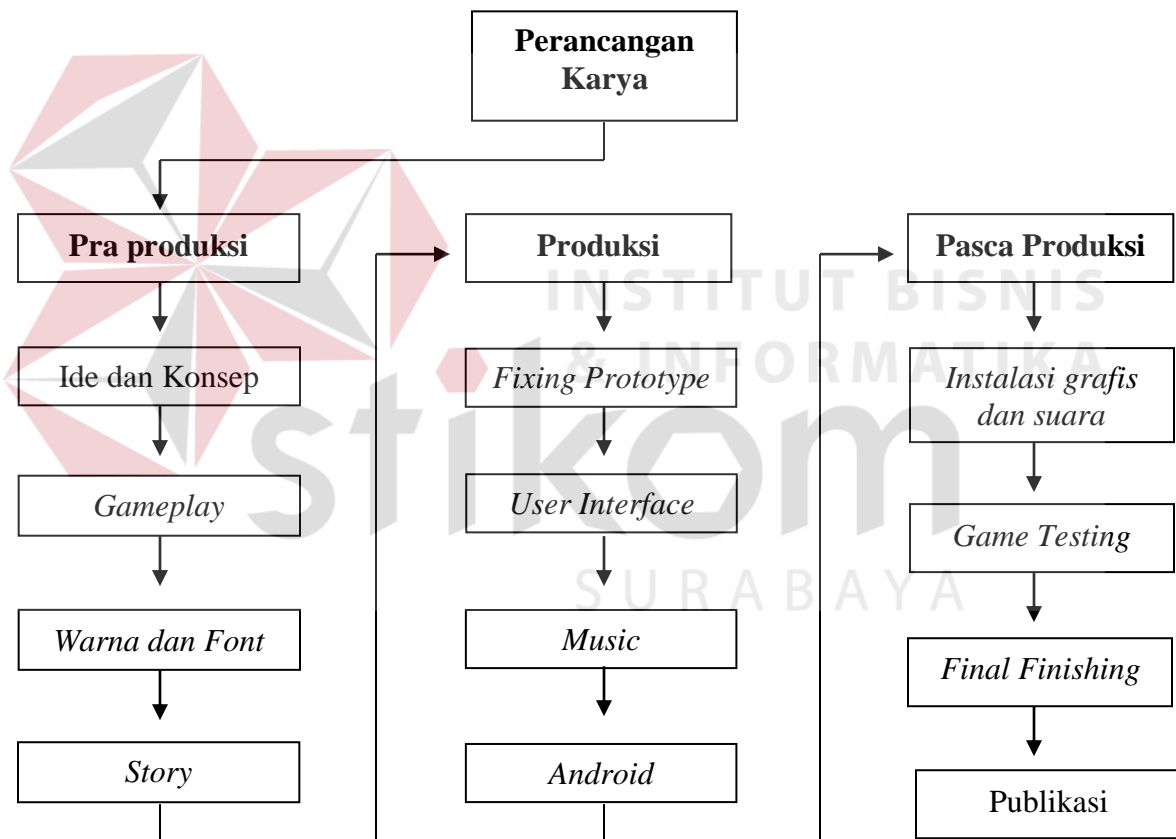 Perancangan
Karya
Pra produksi
Ide dan Konsep
Gameplay
Warna dan Font
Story
Produksi
Fixing Prototype
User Interface
Music
Android
Pasca Produksi
Instalasi grafis
dan suara
Game Testing
Final Finishing
Publikasi
INSTITUT BISNIS
& INFORMATIKA
stikom
SURABAYA